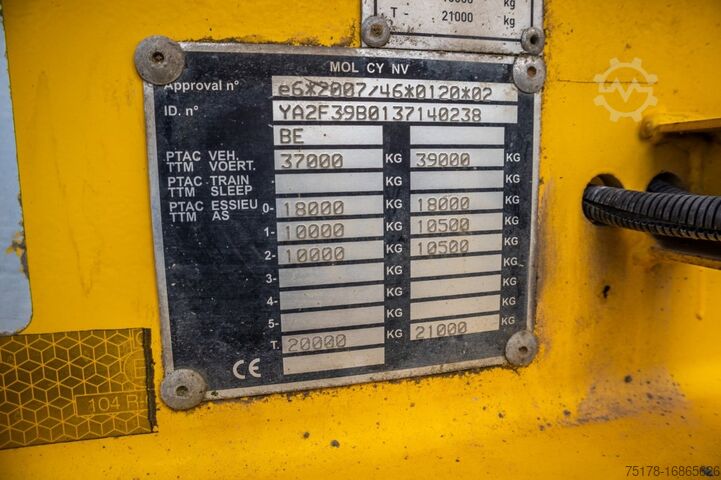 T. 21000 kg
MOL CY NV
Approval n° e6*2007/46*0120*02
ID. n° YA2F39B0137140238
BE
PTAC VEH. 37000 KG 39000 KG
TTM VOERT.
PTAC TRAIN - KG - KG
TTM SLEEP
PTAC ESSIEU 0- 18000 KG 18000 KG
TTM AS
1- 10000 KG 10500 KG
2- 10000 KG 10500 KG
3- - KG - KG
4- - KG - KG
5- - KG - KG
T. 20000 KG 21000 KG
CE
75178-16865626